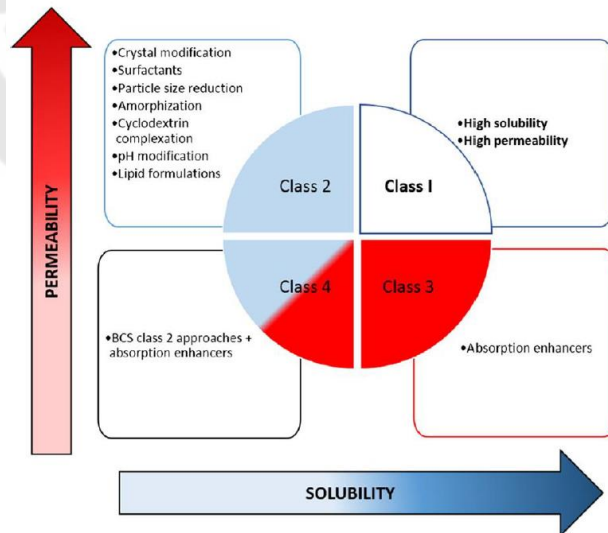 •Crystal modification
•Surfactants
•Particle size reduction
•Amorphization
•Cyclodextrin
complexation
•pH modification
•Lipid formulations
•High solubility
•High permeability
Class 2
Class I
PERMEABILITY
Class 4
Class 3
•BCS class 2 approaches +
absorption enhancers
•Absorption enhancers
SOLUBILITY